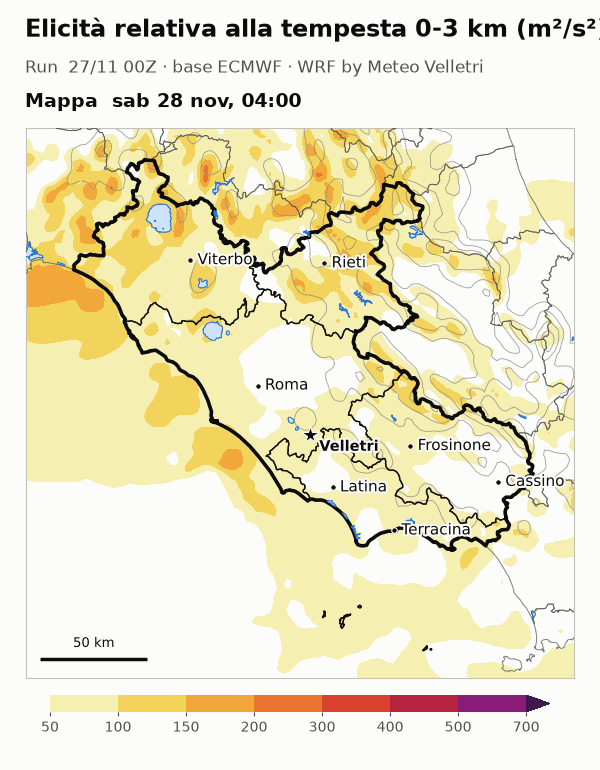 Elicità relativa alla tempesta 0-3 km (m²/s²)
Run  27/11 00Z · base ECMWF · WRF by Meteo Velletri
Mappa  sab 28 nov, 04:00
Viterbo
Rieti
Roma
Velletri
Frosinone
Cassino
Latina
Terracina
50 km
50 100 150 200 300 400 500 700